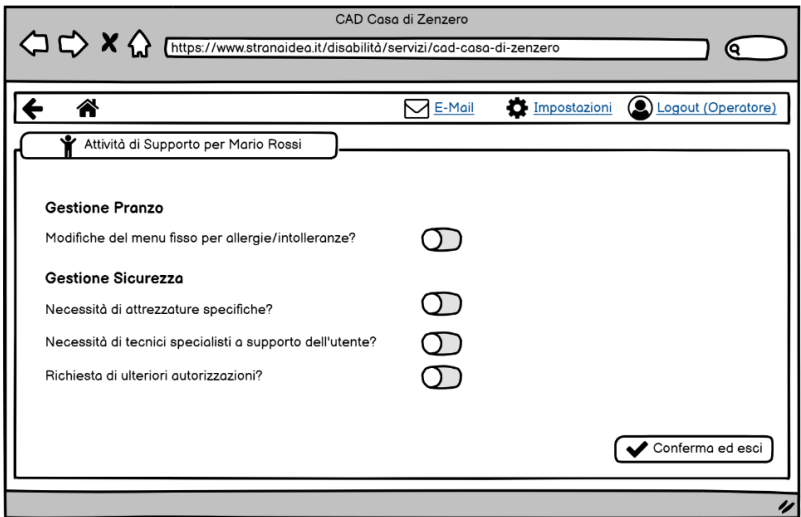 CAD Casa di Zenzero
https://www.stranaidea.it/disabilità/servizi/cad-casa-di-zenzero
E-Mail Impostazioni Logout (Operatore)
Attività di Supporto per Mario Rossi
Gestione Pranzo
Modifiche del menu fisso per allergie/intolleranze?
Gestione Sicurezza
Necessità di attrezzature specifiche?
Necessità di tecnici specialisti a supporto dell'utente?
Richiesta di ulteriori autorizzazioni?
Conferma ed esci